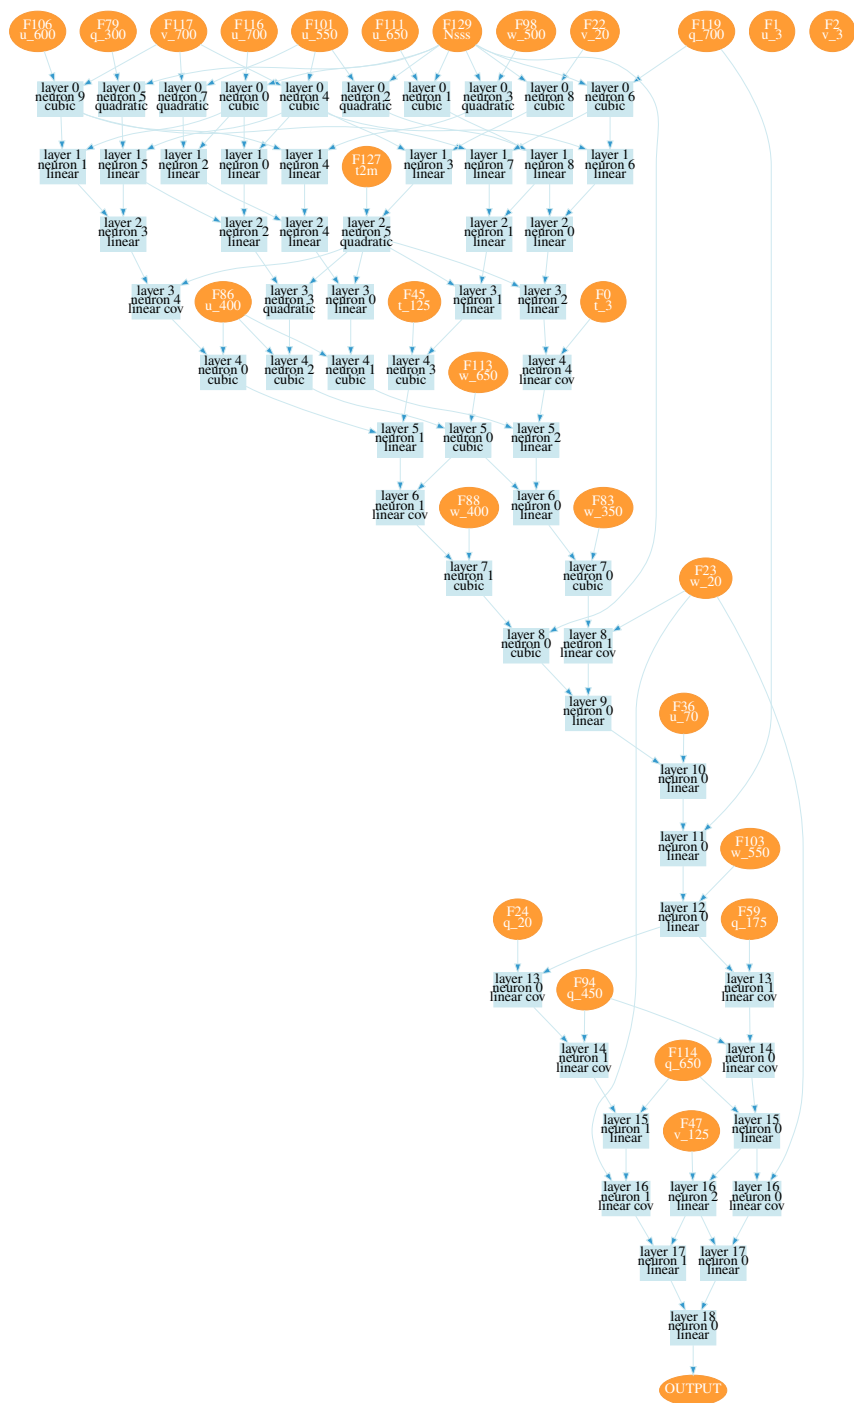 F106
u_600
F79
q_300
F117
v_700
F116
u_700
F101
u_550
F111
u_650
F129
Nsss
F98
w_500
F22
v_20
F119
q_700
F1
u_3
F2
v_3
layer 0
neuron 9
cubic
layer 0
neuron 5
quadratic
layer 0
neuron 7
quadratic
layer 0
neuron 0
cubic
layer 0
neuron 4
cubic
layer 0
neuron 2
quadratic
layer 0
neuron 1
cubic
layer 0
neuron 3
quadratic
layer 0
neuron 8
cubic
layer 0
neuron 6
cubic
layer 1
neuron 1
linear
layer 1
neuron 5
linear
layer 1
neuron 2
linear
layer 1
neuron 0
linear
layer 1
neuron 4
linear
F127
t2m
layer 1
neuron 3
linear
layer 1
neuron 7
linear
layer 1
neuron 8
linear
layer 1
neuron 6
linear
layer 2
neuron 3
linear
layer 2
neuron 2
linear
layer 2
neuron 4
linear
layer 2
neuron 5
quadratic
layer 2
neuron 1
linear
layer 2
neuron 0
linear
layer 3
neuron 4
linear cov
F86
u_400
layer 3
neuron 3
quadratic
layer 3
neuron 0
linear
F45
t_125
layer 3
neuron 1
linear
layer 3
neuron 2
linear
F0
t_3
layer 4
neuron 0
cubic
layer 4
neuron 2
cubic
layer 4
neuron 1
cubic
layer 4
neuron 3
cubic
F113
w_650
layer 4
neuron 4
linear cov
layer 5
neuron 1
linear
layer 5
neuron 0
cubic
layer 5
neuron 2
linear
layer 6
neuron 1
linear cov
F88
w_400
layer 6
neuron 0
linear
F83
w_350
layer 7
neuron 1
cubic
layer 7
neuron 0
cubic
F23
w_20
layer 8
neuron 0
cubic
layer 8
neuron 1
linear cov
layer 9
neuron 0
linear
F36
u_70
layer 10
neuron 0
linear
layer 11
neuron 0
linear
F103
w_550
layer 12
neuron 0
linear
F24
q_20
F59
q_175
layer 13
neuron 0
linear cov
F94
q_450
layer 13
neuron 1
linear cov
layer 14
neuron 1
linear cov
F114
q_650
layer 14
neuron 0
linear cov
layer 15
neuron 1
linear
F47
v_125
layer 15
neuron 0
linear
layer 16
neuron 1
linear cov
layer 16
neuron 2
linear
layer 16
neuron 0
linear cov
layer 17
neuron 1
linear
layer 17
neuron 0
linear
layer 18
neuron 0
linear
OUTPUT